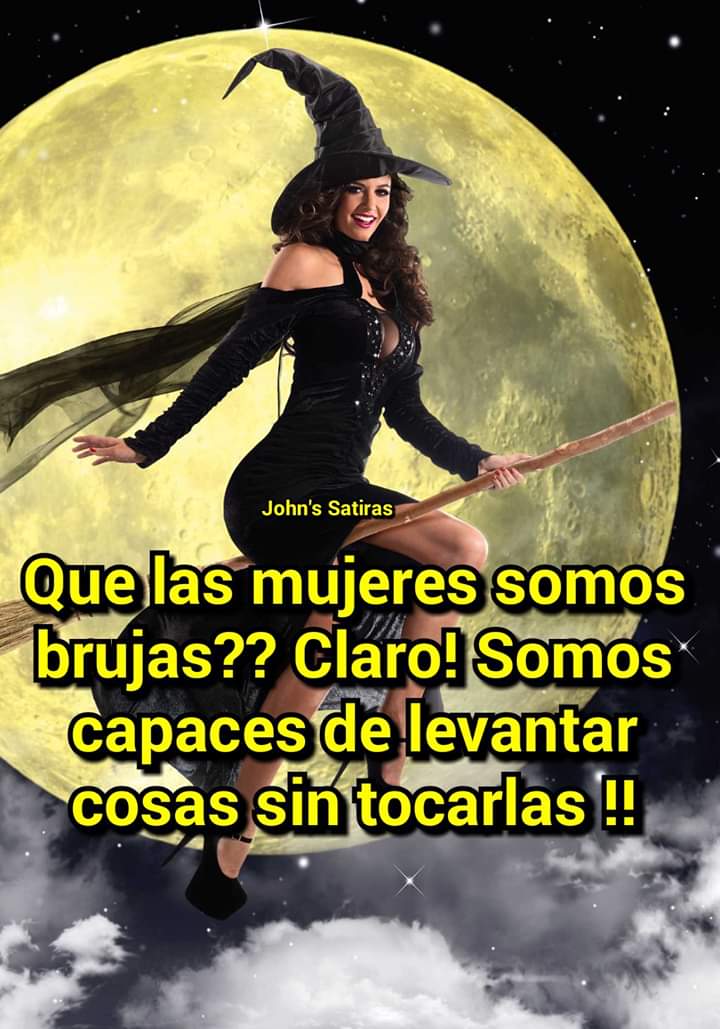 John's Satiras
Que las mujeres somos
brujas?? Claro! Somos
capaces de levantar
cosas sin tocarlas !!